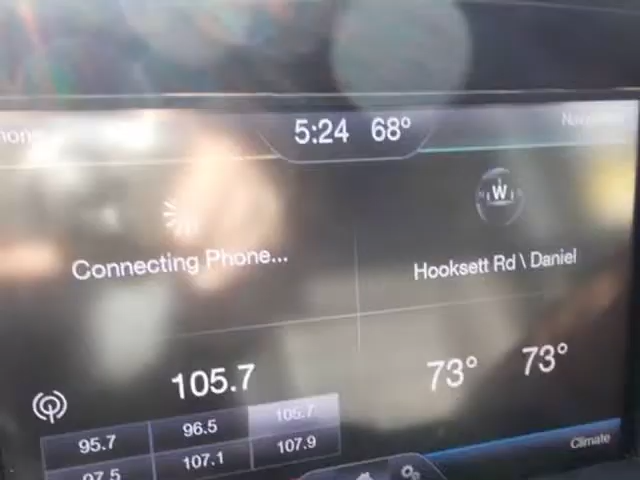 5:24 68°
W
Connecting Phone...
Hooksett Rd \ Daniel
105.7
73° 73°
95.7 96.5 105.7
97.5 107.1 107.9
Climate